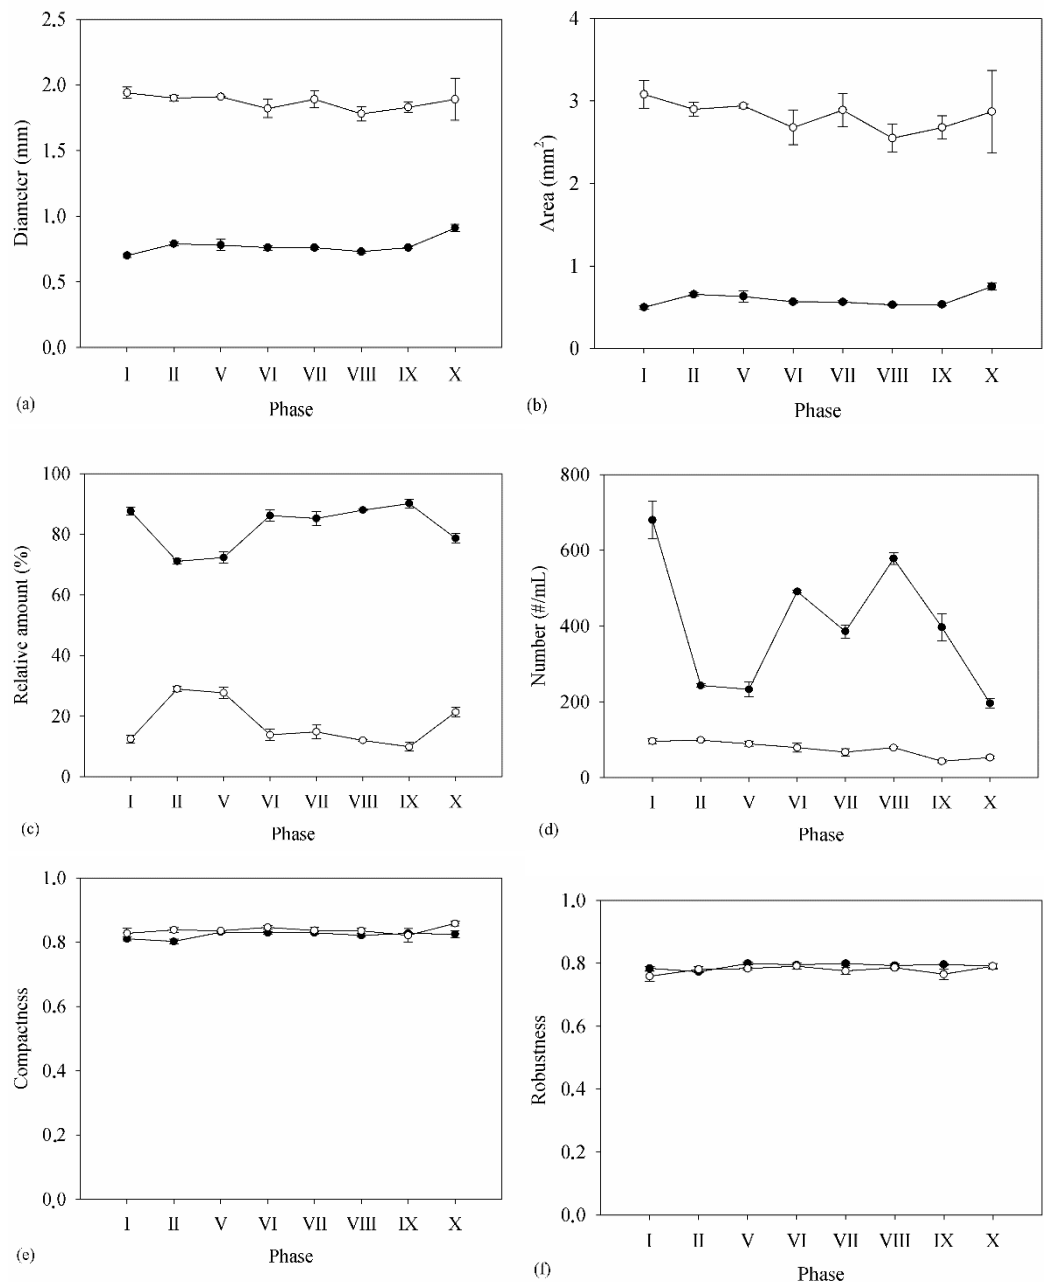 2.5
2.0
1.5
1.0
0.5
0.0
Diameter (mm)
I II V VI VII VIII IX X
(a)
Phase
4
3
2
1
0
Area (mm²)
I II V VI VII VIII IX X
(b)
Phase
100
80
60
40
20
0
Relative amount (%)
I II V VI VII VIII IX X
(c)
Phase
800
600
400
200
0
Number (#/mL)
I II V VI VII VIII IX X
(d)
Phase
1.0
0.8
0.6
0.4
0.2
0.0
Compactness
I II V VI VII VIII IX X
(e)
Phase
1.0
0.8
0.6
0.4
0.2
0.0
Robustness
I II V VI VII VIII IX X
(f)
Phase